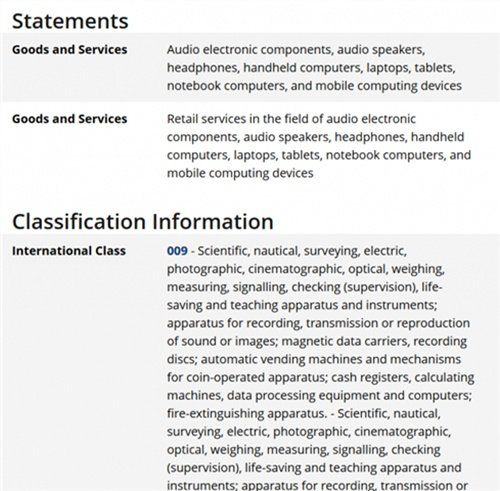 Statements
Goods and Services Audio electronic components, audio speakers,
headphones, handheld computers, laptops, tablets,
notebook computers, and mobile computing devices
Goods and Services Retail services in the field of audio electronic
components, audio speakers, headphones, handheld
computers, laptops, tablets, notebook computers, and
mobile computing devices
Classification Information
International Class 009 - Scientific, nautical, surveying, electric,
photographic, cinematographic, optical, weighing,
measuring, signalling, checking (supervision), life-
saving and teaching apparatus and instruments;
apparatus for recording, transmission or reproduction
of sound or images; magnetic data carriers, recording
discs; automatic vending machines and mechanisms
for coin-operated apparatus; cash registers, calculating
machines, data processing equipment and computers;
fire-extinguishing apparatus. - Scientific, nautical,
surveying, electric, photographic, cinematographic,
optical, weighing, measuring, signalling, checking
(supervision), life-saving and teaching apparatus and
instruments; apparatus for recording, transmission or